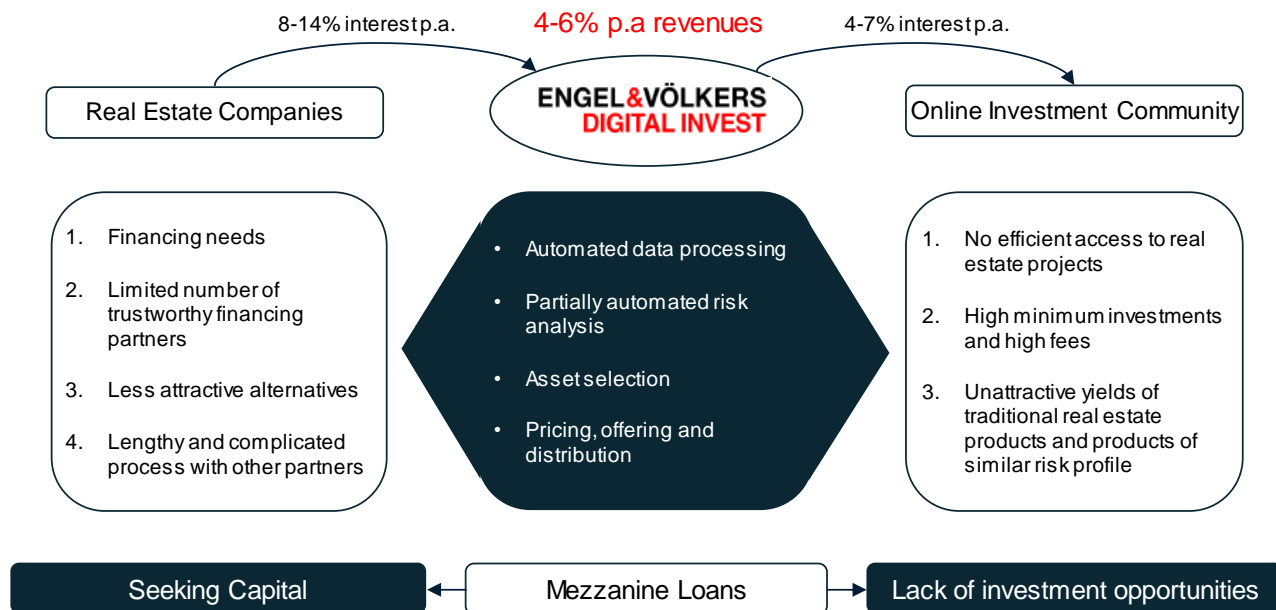 8-14% interest p.a.
4-6% p.a revenues
4-7% interest p.a.
Real Estate Companies
ENGEL&VÖLKERS
DIGITAL INVEST
Online Investment Community
1. Financing needs
2. Limited number of
trustworthy financing
partners
3. Less attractive alternatives
4. Lengthy and complicated
process with other partners
• Automated data processing
• Partially automated risk
analysis
• Asset selection
• Pricing, offering and
distribution
1. No efficient access to real
estate projects
2. High minimum investments
and high fees
3. Unattractive yields of
traditional real estate
products and products of
similar risk profile
Seeking Capital
Mezzanine Loans
Lack of investment opportunities